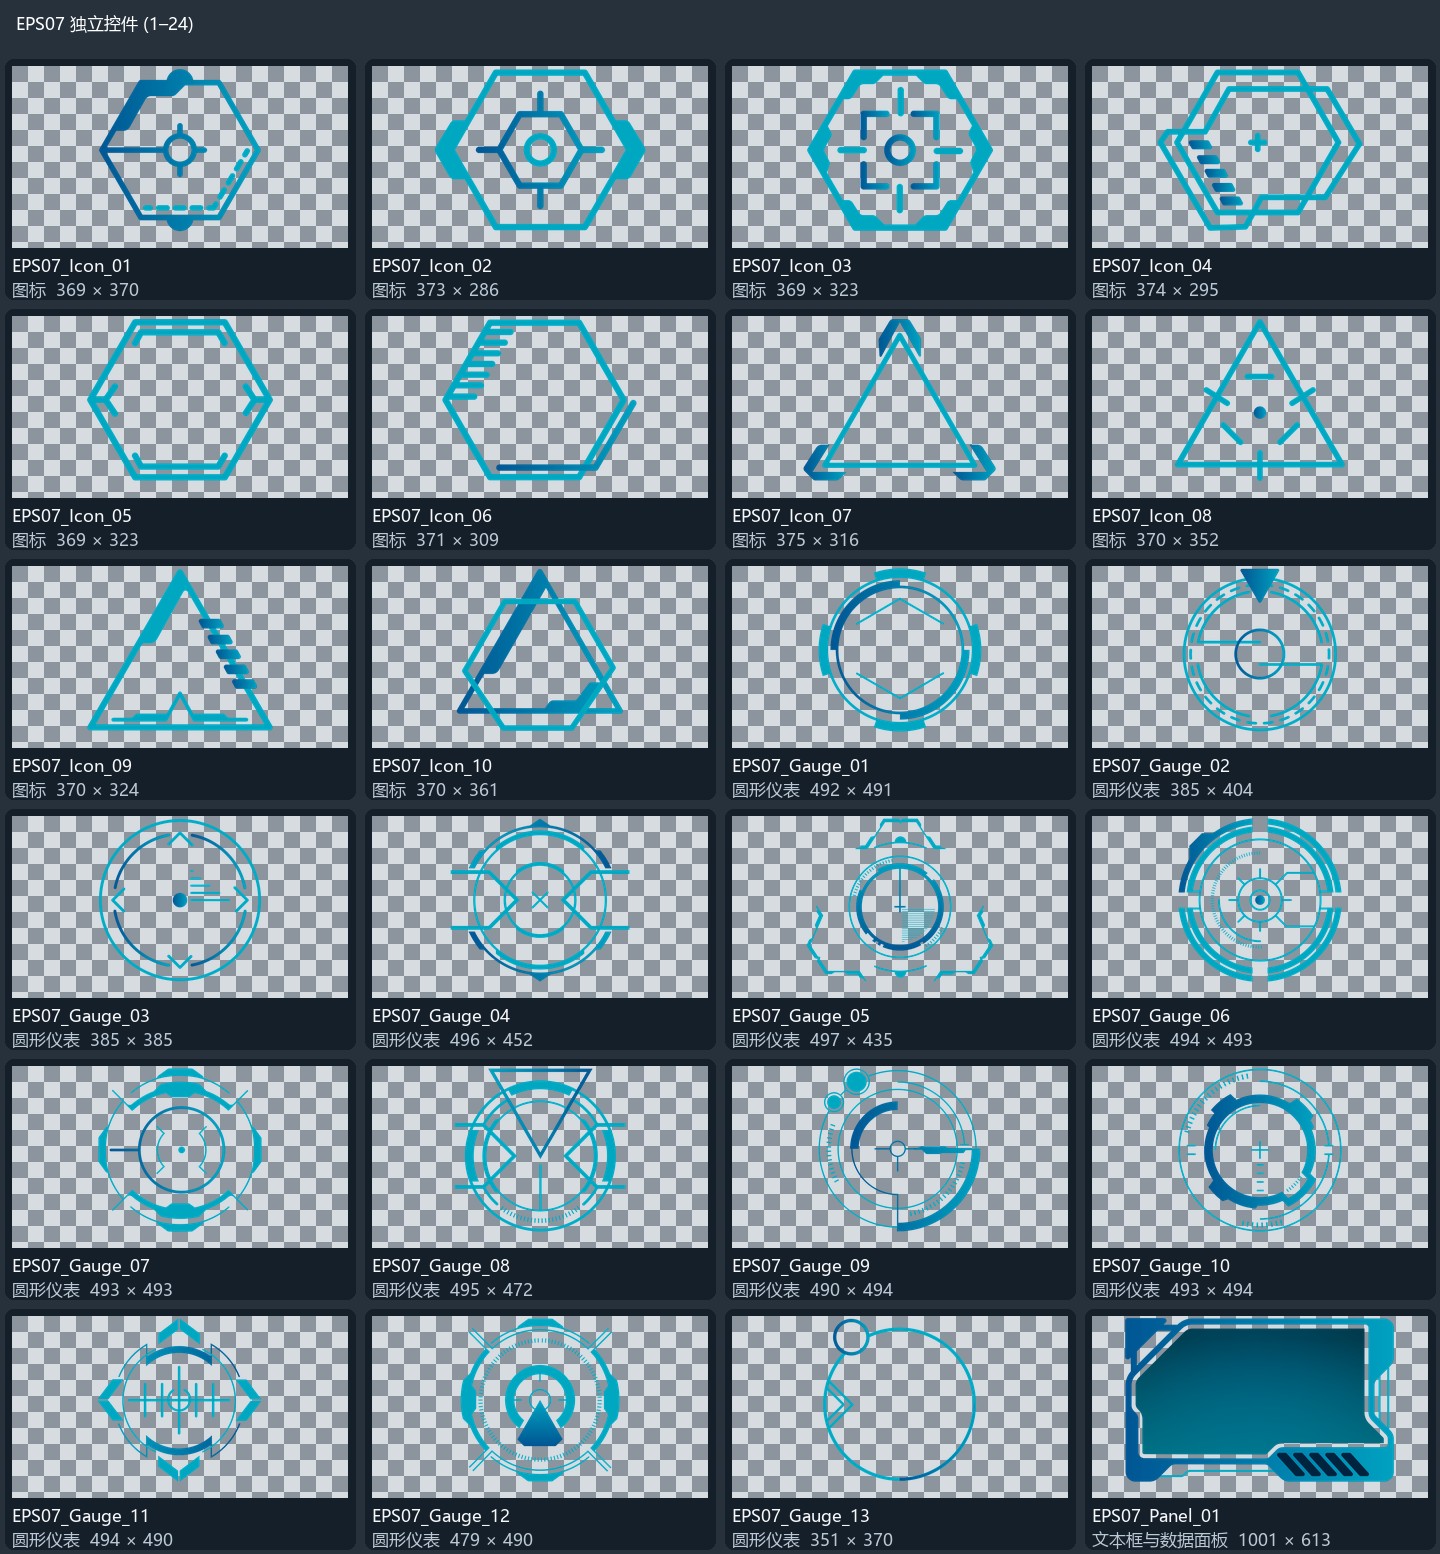 EPS07 独立控件 (1–24)
EPS07_Icon_01
图标 369 × 370
EPS07_Icon_02
图标 373 × 286
EPS07_Icon_03
图标 369 × 323
EPS07_Icon_04
图标 374 × 295
EPS07_Icon_05
图标 369 × 323
EPS07_Icon_06
图标 371 × 309
EPS07_Icon_07
图标 375 × 316
EPS07_Icon_08
图标 370 × 352
EPS07_Icon_09
图标 370 × 324
EPS07_Icon_10
图标 370 × 361
EPS07_Gauge_01
圆形仪表 492 × 491
EPS07_Gauge_02
圆形仪表 385 × 404
EPS07_Gauge_03
圆形仪表 385 × 385
EPS07_Gauge_04
圆形仪表 496 × 452
EPS07_Gauge_05
圆形仪表 497 × 435
EPS07_Gauge_06
圆形仪表 494 × 493
EPS07_Gauge_07
圆形仪表 493 × 493
EPS07_Gauge_08
圆形仪表 495 × 472
EPS07_Gauge_09
圆形仪表 490 × 494
EPS07_Gauge_10
圆形仪表 493 × 494
EPS07_Gauge_11
圆形仪表 494 × 490
EPS07_Gauge_12
圆形仪表 479 × 490
EPS07_Gauge_13
圆形仪表 351 × 370
EPS07_Panel_01
文本框与数据面板 1001 × 613